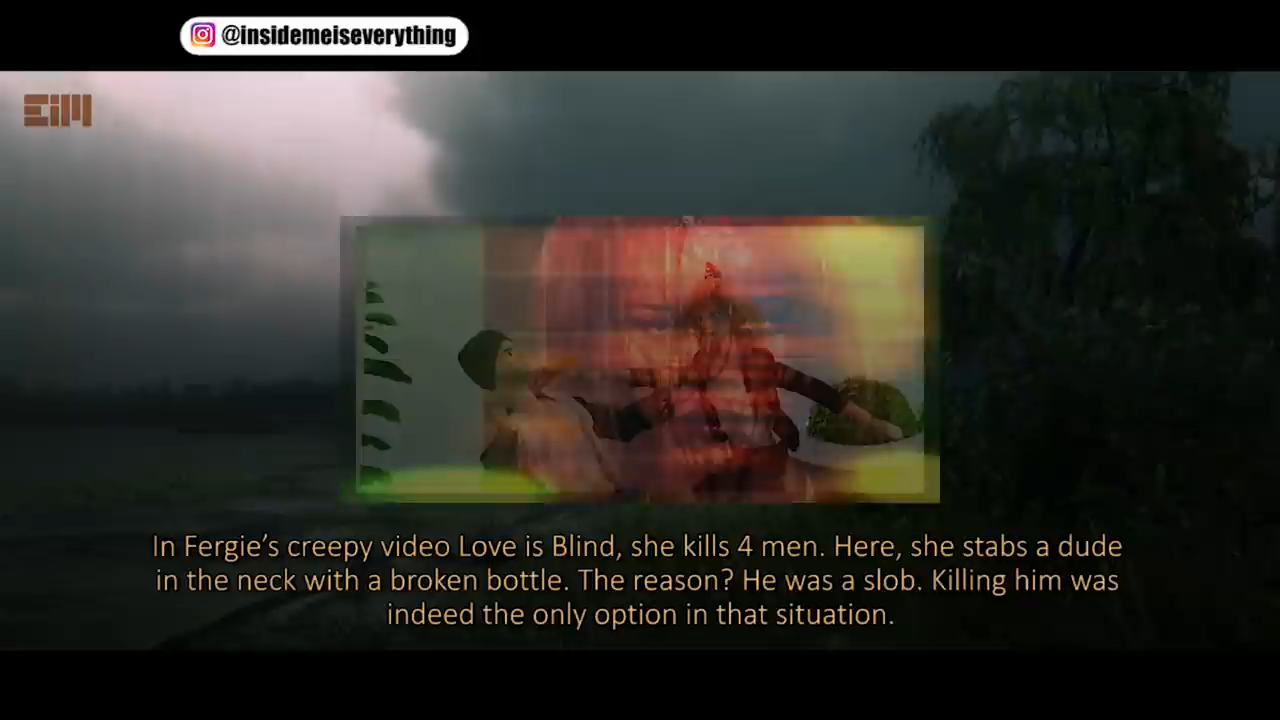 @insidemeiseverything
EiM
In Fergie’s creepy video Love is Blind, she kills 4 men. Here, she stabs a dude
in the neck with a broken bottle. The reason? He was a slob. Killing him was
indeed the only option in that situation.